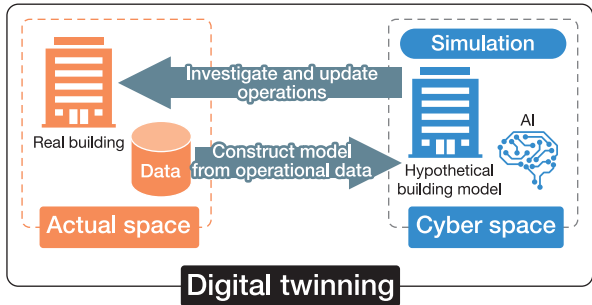 Simulation
Investigate and update
operations
Real building
Data
Construct model
from operational data
AI
Hypothetical
building model
Actual space
Cyber space
Digital twinning